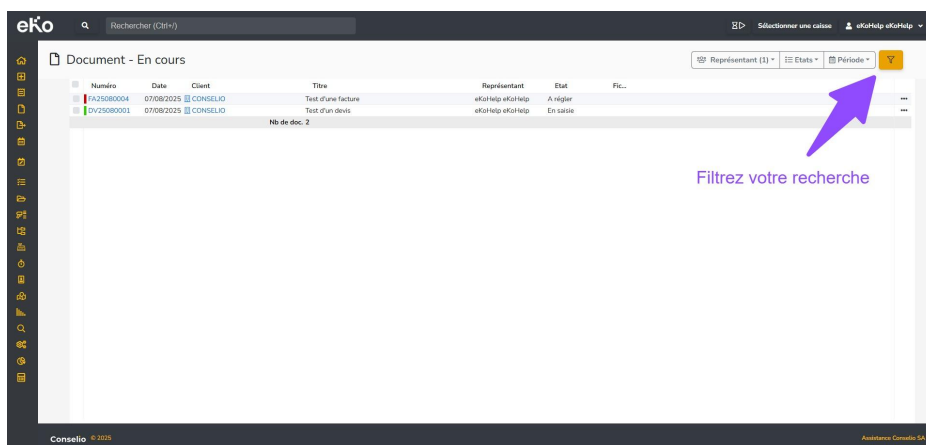 eKo
Rechercher (Ctrl+/)
Sélectionner une caisse
eKoHelp eKoHelp
Document - En cours
Représentant (1)
Etats
Période
Numéro Date Client Titre Représentant Etat Fic...
FA25080004 07/08/2025 CONSELIO Test d'une facture eKoHelp eKoHelp A régler
DV25080001 07/08/2025 CONSELIO Test d'un devis eKoHelp eKoHelp En saisie
Nb de doc. 2
Filtrez votre recherche
Conselio © 2025
Assistance Conselio SA